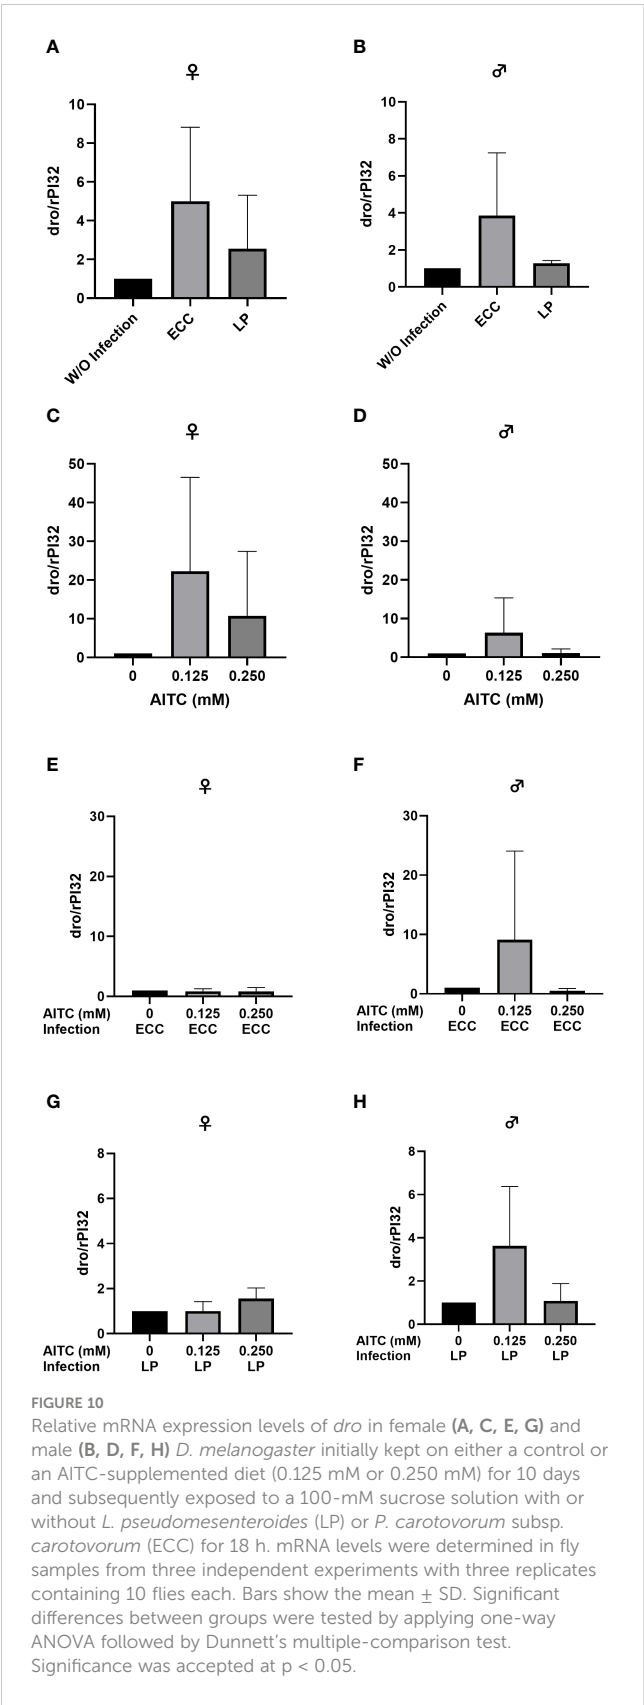 A
♀
dro/rPl32
10
8
6
4
2
0
W/O Infection
ECC
LP
B
♂
dro/rPl32
10
8
6
4
2
0
W/O Infection
ECC
LP
C
♀
dro/rPl32
50
40
30
20
10
0
0 0.125 0.250
AITC (mM)
D
♂
dro/rPl32
50
40
30
20
10
0
0 0.125 0.250
AITC (mM)
E
♀
dro/rPl32
30
20
10
0
AITC (mM) 0 0.125 0.250
Infection ECC ECC ECC
F
♂
dro/rPl32
30
20
10
0
AITC (mM) 0 0.125 0.250
Infection ECC ECC ECC
G
♀
dro/rPl32
8
6
4
2
0
AITC (mM) 0 0.125 0.250
Infection LP LP LP
H
♂
dro/rPl32
8
6
4
2
0
AITC (mM) 0 0.125 0.250
Infection LP LP LP
FIGURE 10
Relative mRNA expression levels of dro in female (A, C, E, G) and
male (B, D, F, H) D. melanogaster initially kept on either a control or
an AITC-supplemented diet (0.125 mM or 0.250 mM) for 10 days
and subsequently exposed to a 100-mM sucrose solution with or
without L. pseudomesenteroides (LP) or P. carotovorum subsp.
carotovorum (ECC) for 18 h. mRNA levels were determined in fly
samples from three independent experiments with three replicates
containing 10 flies each. Bars show the mean ± SD. Significant
differences between groups were tested by applying one-way
ANOVA followed by Dunnett’s multiple-comparison test.
Significance was accepted at p < 0.05.